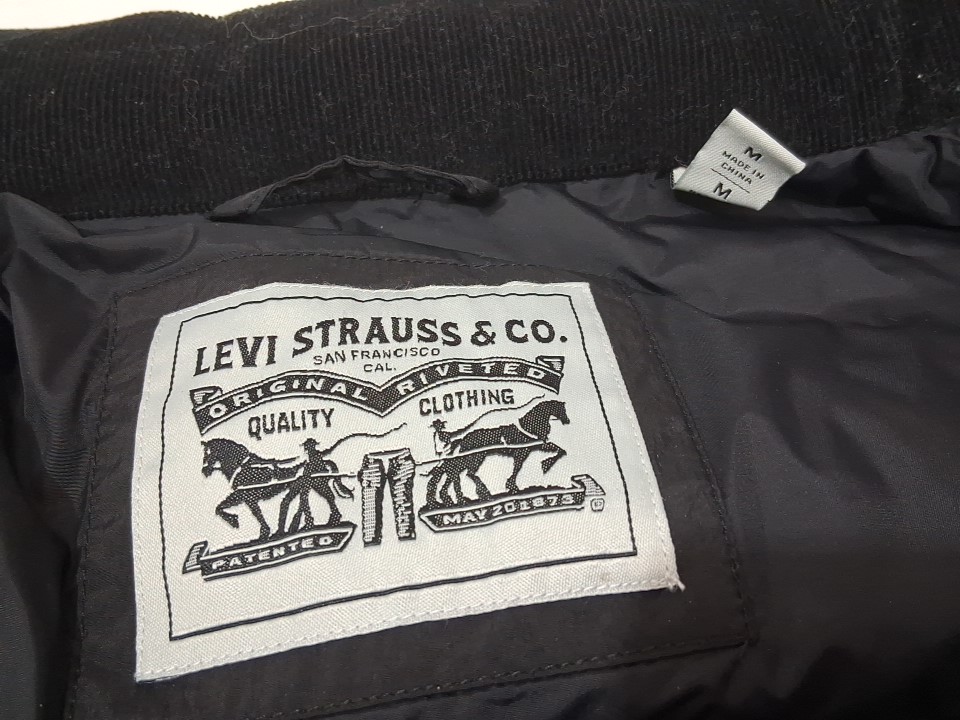 M
MADE IN
CHINA
M
LEVI STRAUSS & CO.
SAN FRANCISCO
CAL.
ORIGINAL RIVETED
QUALITY CLOTHING
PATENTED MAY 20 1873
®